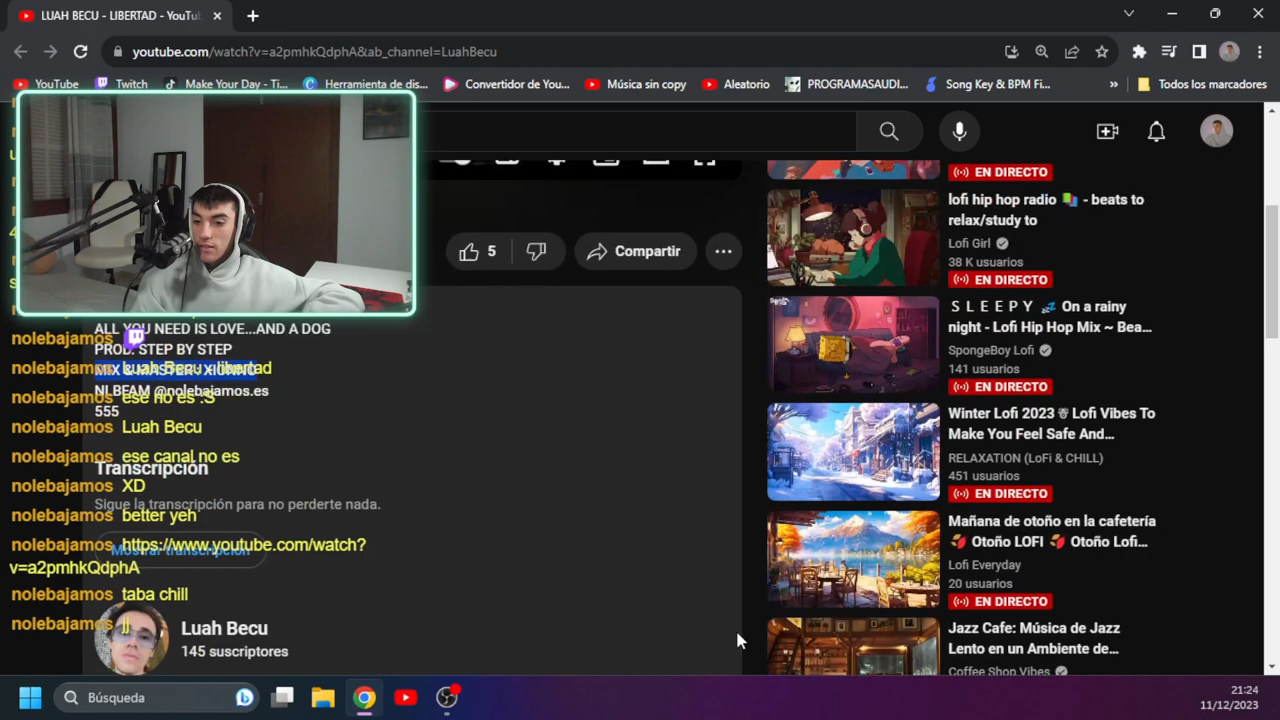 LUAH BECU - LIBERTAD - YouTu
youtube.com/watch?v=a2pmhkQdphA&ab_channel=LuahBecu
YouTube
Twitch
Make Your Day - Ti...
Herramienta de dis...
Convertidor de You...
Música sin copy
Aleatorio
PROGRAMASAUDI...
Song Key & BPM Fi...
»
Todos los marcadores
5
Compartir
ALL YOU NEED IS LOVE...AND A DOG
PROD. STEP BY STEP
MIX & MASTER
NLBEAM @nolebajamos.es
555
Transcripción
Sigue la transcripción para no perderte nada.
Mostrar transcripción
Luah Becu
145 suscriptores
nolebajamos
nolebajamos Luah Becu - libertad
nolebajamos ese no es :S
nolebajamos Luah Becu
nolebajamos ese canal no es
nolebajamos XD
nolebajamos better yeh
nolebajamos https://www.youtube.com/watch?
v=a2pmhkQdphA
nolebajamos taba chill
nolebajamos jj
EN DIRECTO
lofi hip hop radio - beats to
relax/study to
Lofi Girl
38 K usuarios
EN DIRECTO
S L E E P Y On a rainy
night - Lofi Hip Hop Mix ~ Bea...
SpongeBoy Lofi
141 usuarios
EN DIRECTO
Winter Lofi 2023 Lofi Vibes To
Make You Feel Safe And...
RELAXATION (LoFi & CHILL)
451 usuarios
EN DIRECTO
Mañana de otoño en la cafetería
Otoño LOFI Otoño Lofi...
Lofi Everyday
20 usuarios
EN DIRECTO
Jazz Cafe: Música de Jazz
Lento en un Ambiente de...
Coffee Shop Vibes
Búsqueda
21:24
11/12/2023